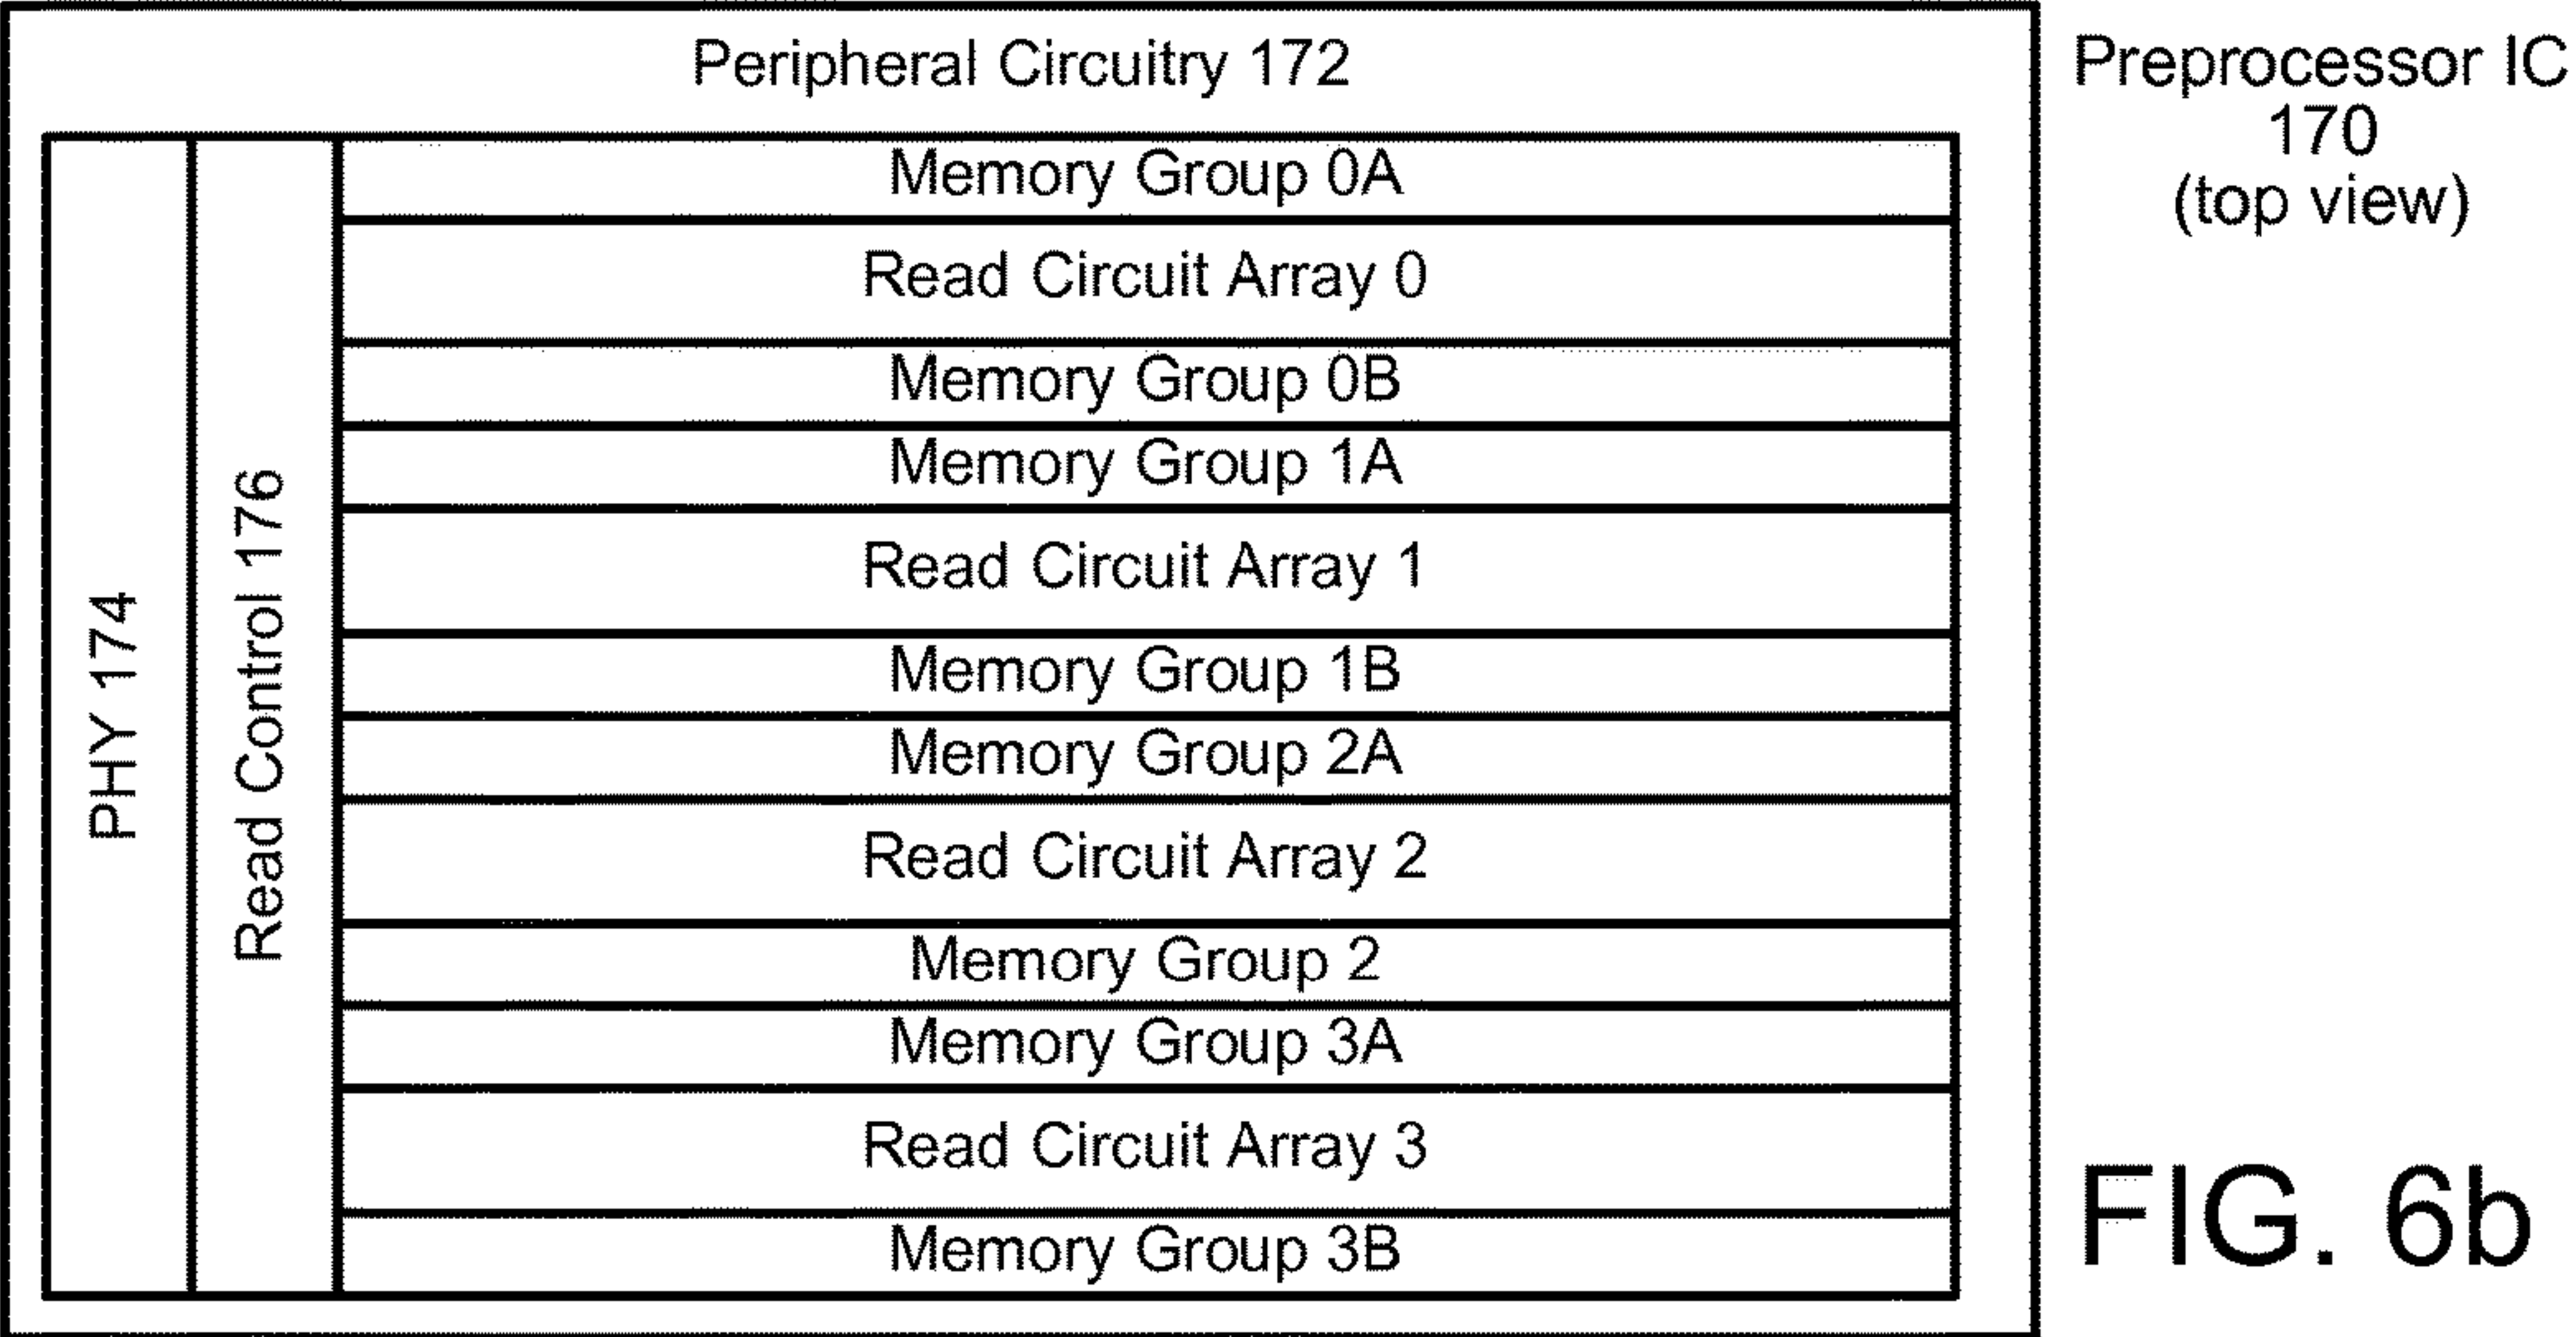 Peripheral Circuitry 172
Preprocessor IC
170
(top view)
PHY 174
Read Control 176
Memory Group 0A
Read Circuit Array 0
Memory Group 0B
Memory Group 1A
Read Circuit Array 1
Memory Group 1B
Memory Group 2A
Read Circuit Array 2
Memory Group 2
Memory Group 3A
Read Circuit Array 3
Memory Group 3B
FIG. 6b